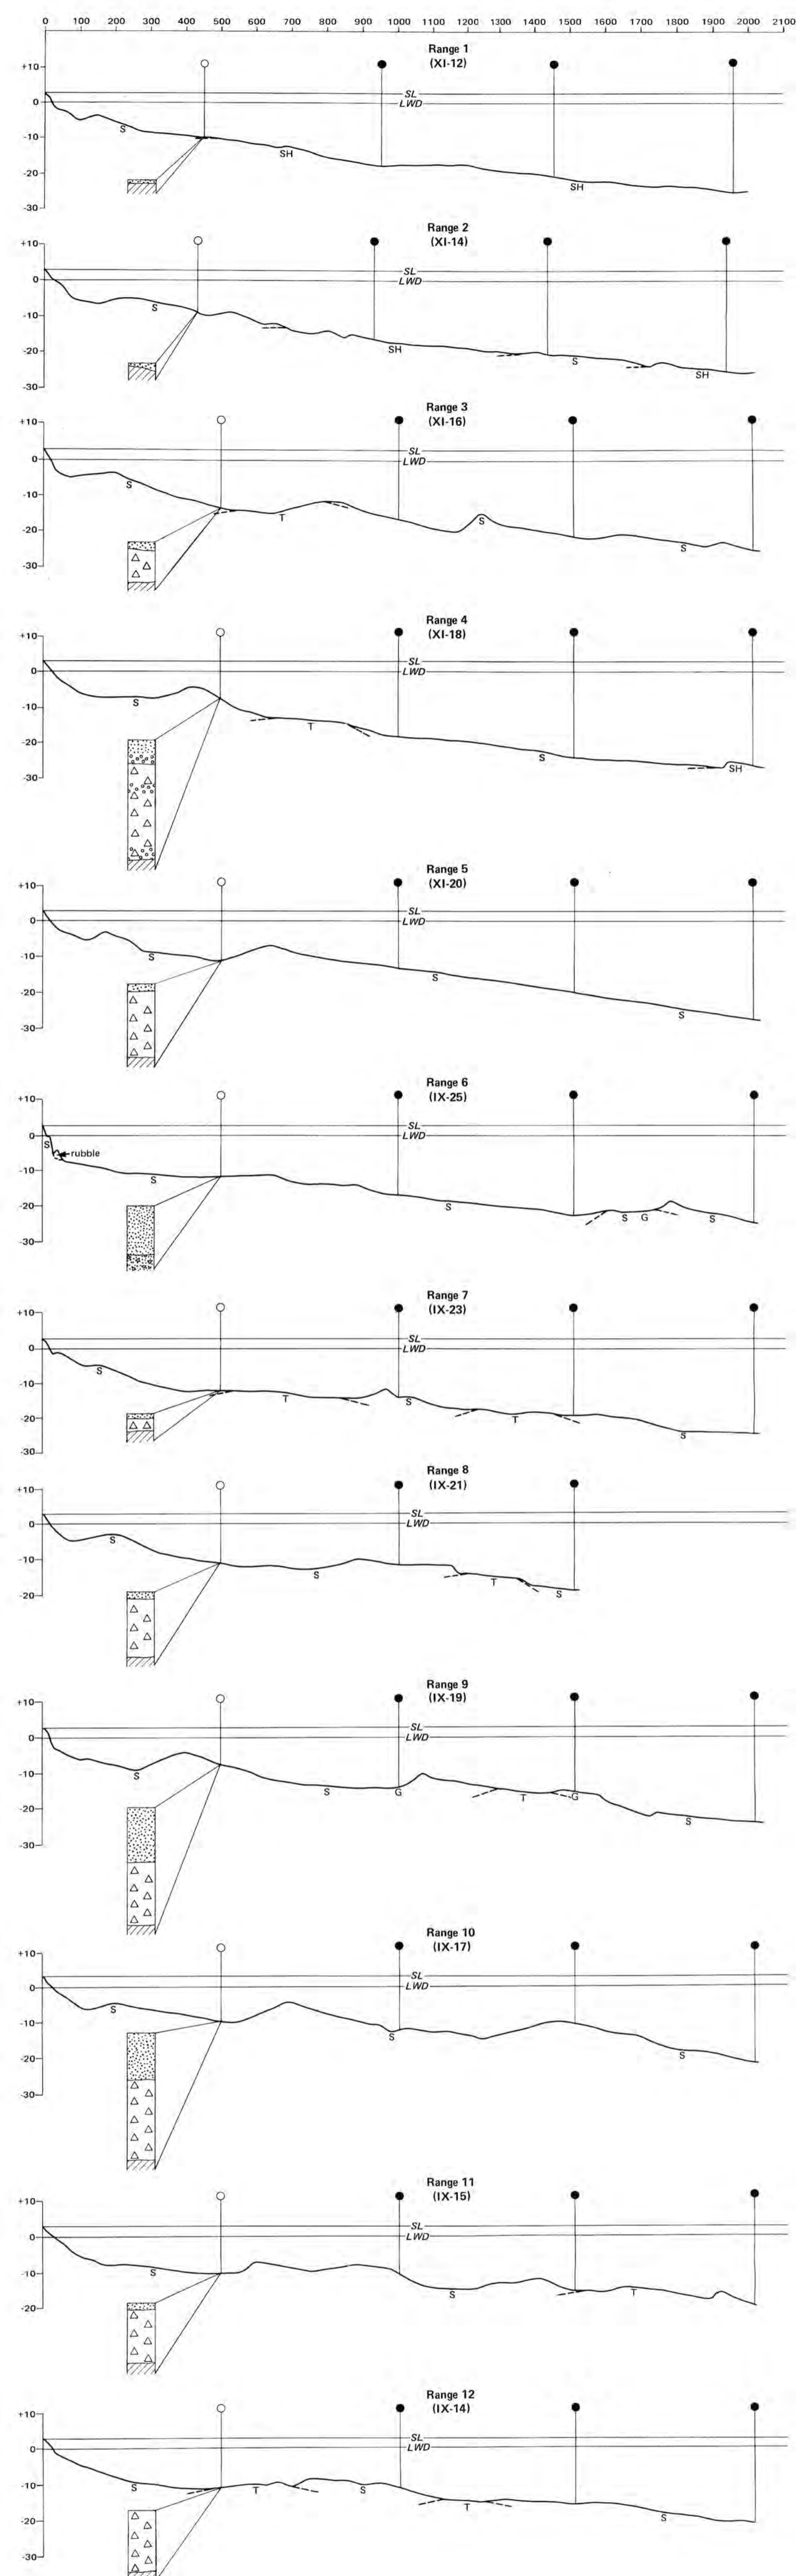 0 100 200 300 400 500 600 700 800 900 1000 1100 1200 1300 1400 1500 1600 1700 1800 1900 2000 2100
Range 1
(XI-12)
+10
SL
0
LWD
S
-10
SH
-20
SH
-30
Range 2
(XI-14)
+10
SL
0
LWD
S
-10
-20
SH
S
SH
-30
Range 3
(XI-16)
+10
SL
0
LWD
S
-10
T
S
-20
S
-30
Range 4
(XI-18)
+10
SL
0
LWD
S
-10
T
-20
S
SH
-30
Range 5
(XI-20)
+10
SL
0
LWD
S
-10
S
-20
S
-30
Range 6
(IX-25)
+10
SL
0
S
rubble
-10
S
S
-20
S G S
-30
Range 7
(IX-23)
+10
SL
0
LWD
S
-10
T
S
-20
T
S
-30
Range 8
(IX-21)
+10
SL
0
LWD
S
-10
S
T
S
-20
Range 9
(IX-19)
+10
SL
0
LWD
S
-10
S
G
T
G
-20
S
-30
Range 10
(IX-17)
+10
SL
0
LWD
S
-10
S
-20
S
-30
Range 11
(IX-15)
+10
SL
0
LWD
S
-10
S
T
-20
Range 12
(IX-14)
+10
SL
0
LWD
S
-10
T
S
T
S
-20
-30